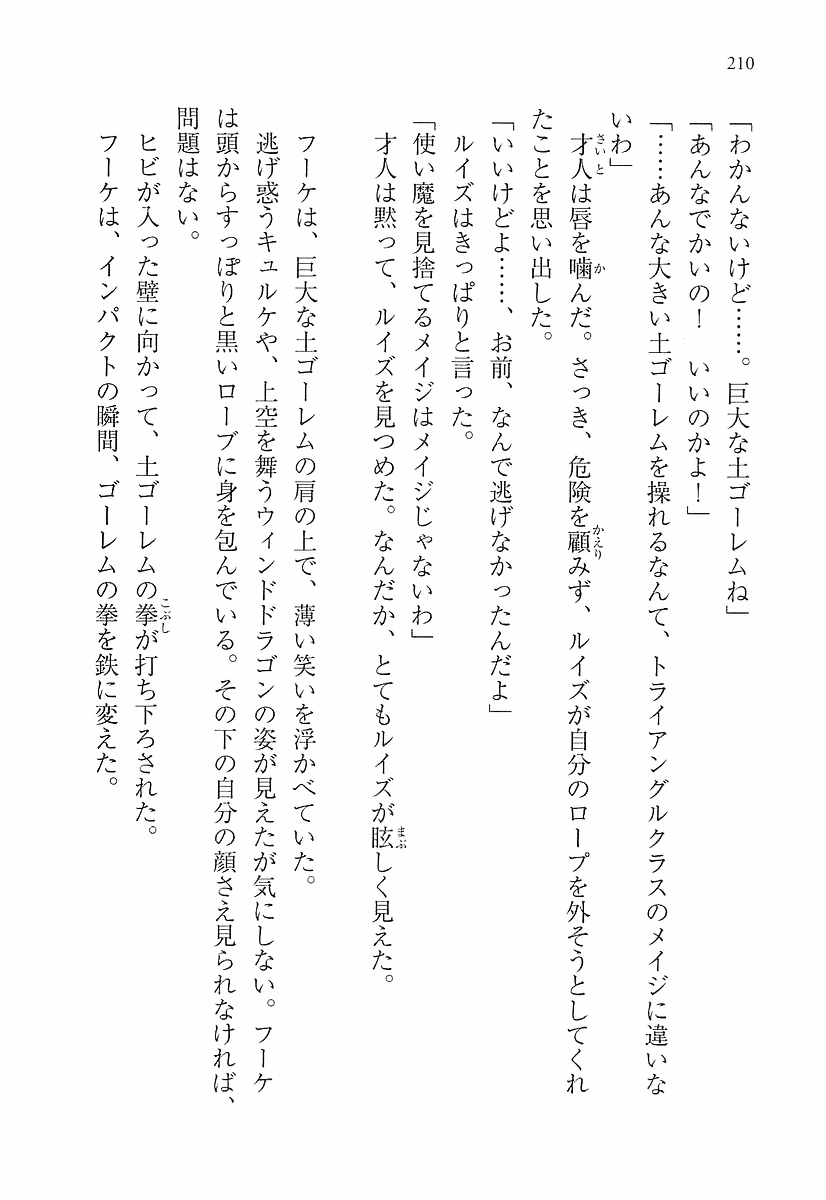 210
「わかんないけど……。巨大な土ゴーレムね」
「あんなでかいの！　いいのかよ！」
「……あんな大きい土ゴーレムを操れるなんて、トライアングルクラスのメイジに違いな
いわ」
　才人は唇を噛んだ。さっき、危険を顧みず、ルイズが自分のロープを外そうとしてくれ
たことを思い出した。
「いいけどよ……、お前、なんで逃げなかったんだよ」
　ルイズはきっぱりと言った。
「使い魔を見捨てるメイジはメイジじゃないわ」
　才人は黙って、ルイズを見つめた。なんだか、とてもルイズが眩しく見えた。
　フーケは、巨大な土ゴーレムの肩の上で、薄い笑いを浮かべていた。
　逃げ惑うキュルケや、上空を舞うウィンドドラゴンの姿が見えたが気にしない。フーケ
は頭からすっぽりと黒いローブに身を包んでいる。その下の自分の顔さえ見られなければ、
問題はない。
　ヒビが入った壁に向かって、土ゴーレムの拳が打ち下ろされた。
　フーケは、インパクトの瞬間、ゴーレムの拳を鉄に変えた。